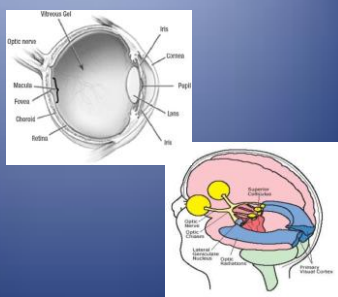 Vitreous Gel
Iris
Optic nerve
Cornea
Macula
Fovea
Pupil
Choroid
Lens
Retina
Iris
Superior
Colliculus
Optic
Nerve
Optic
Chiasm
Lateral
Geniculate
Nucleus
Optic
Radiations
Primary
Visual Cortex